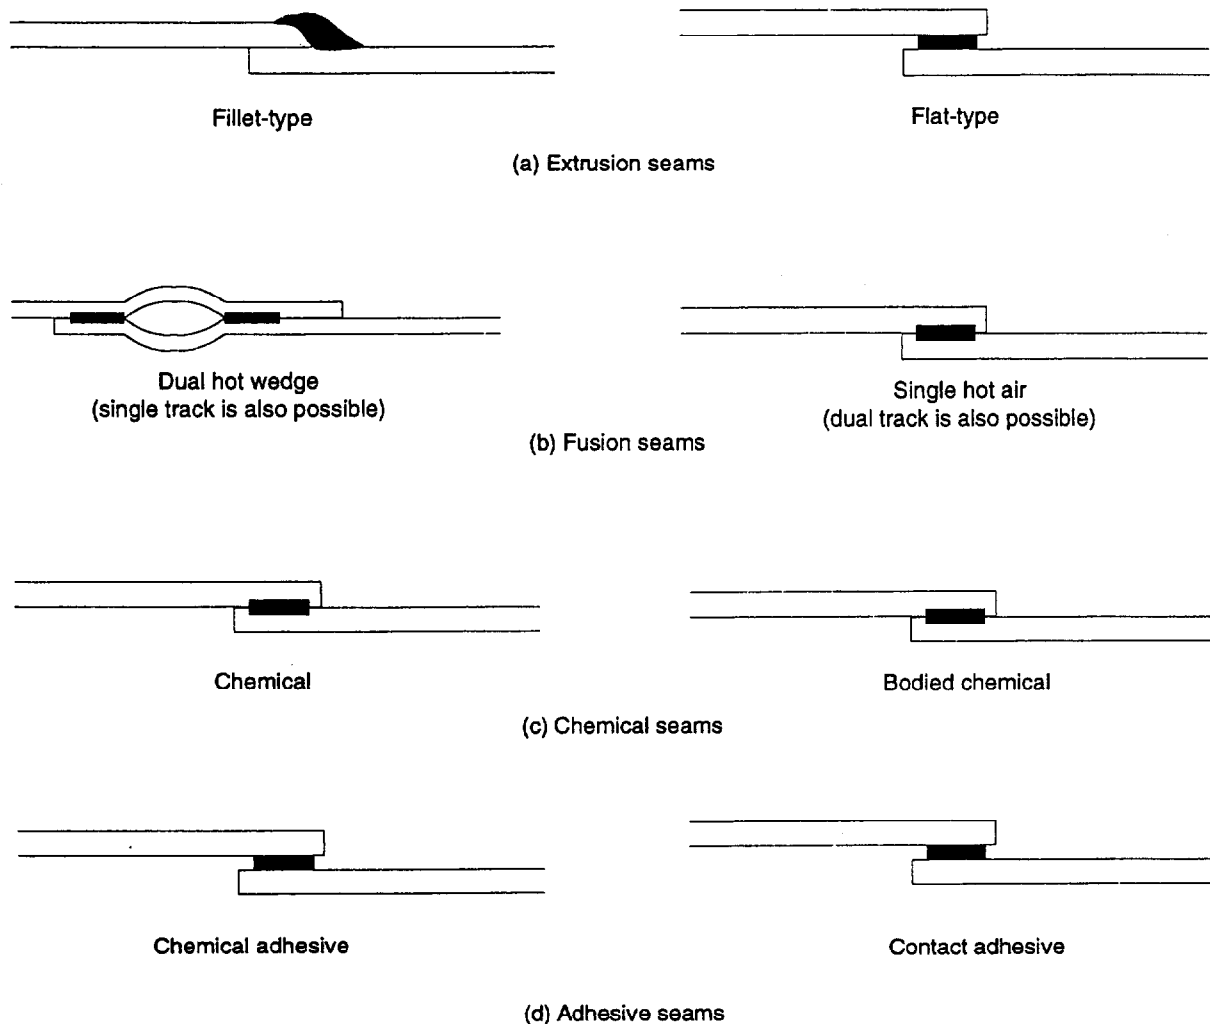 Fillet-type
Flat-type
(a) Extrusion seams
Dual hot wedge
(single track is also possible)
Single hot air
(dual track is also possible)
(b) Fusion seams
Chemical
Bodied chemical
(c) Chemical seams
Chemical adhesive
Contact adhesive
(d) Adhesive seams